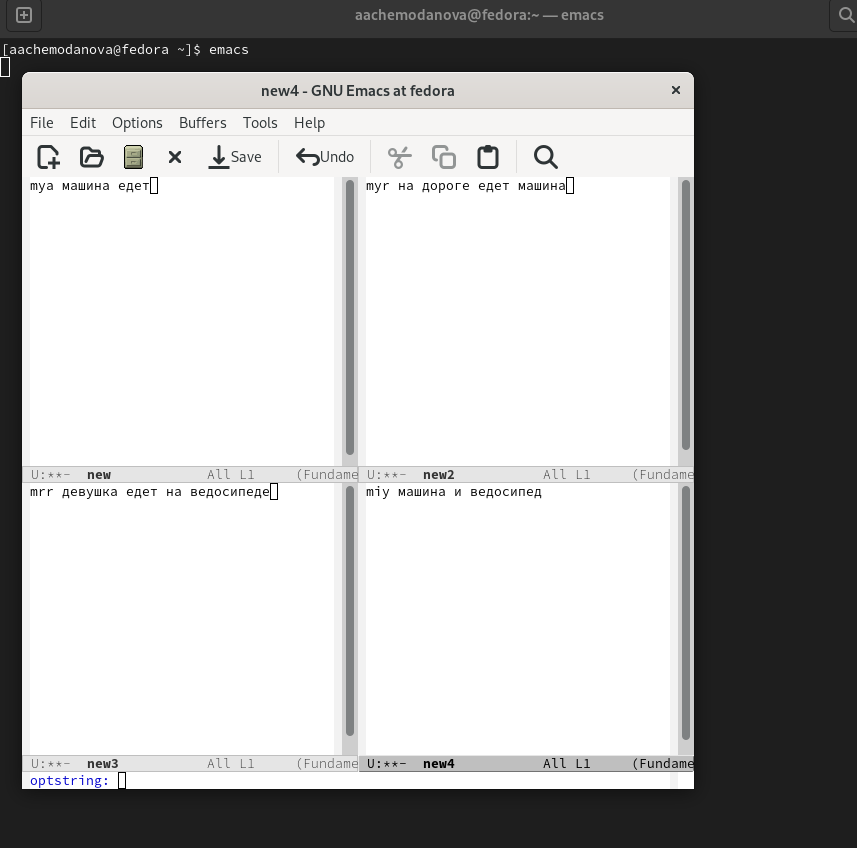 aachemodanova@fedora:~ — emacs
[aachemodanova@fedora ~]$ emacs
new4 - GNU Emacs at fedora
File Edit Options Buffers Tools Help
Save Undo
mya машина едет
myr на дороге едет машина
U:**- new All L1 (Fundame
U:**- new2 All L1 (Fundame
mrr девушка едет на ведосипеде
miy машина и ведосипед
U:**- new3 All L1 (Fundame
U:**- new4 All L1 (Fundame
optstring: